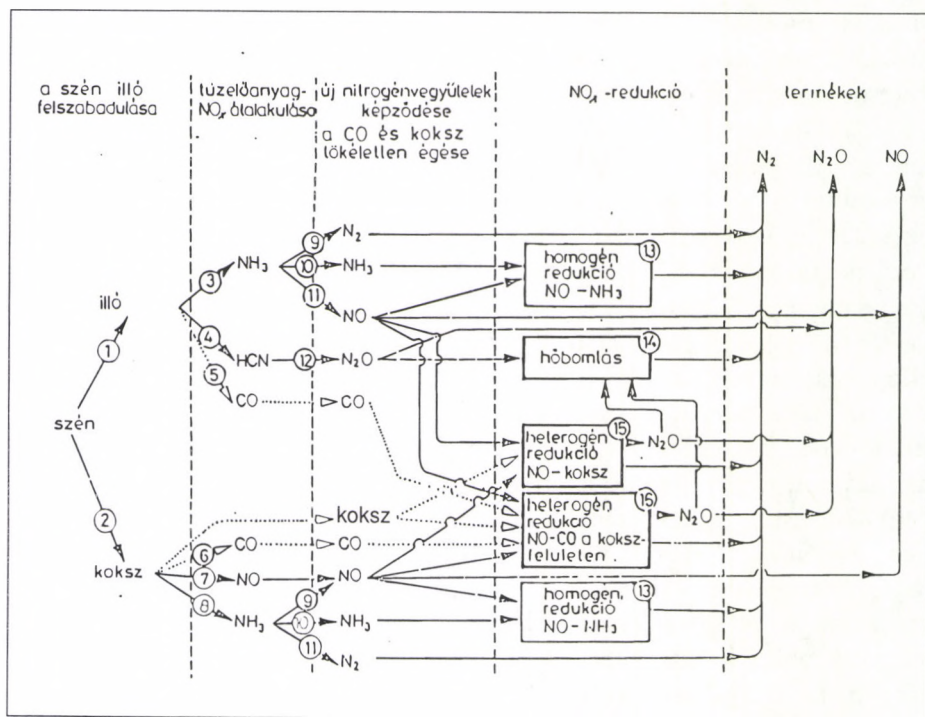 a szén illó
felszabadulása
tüzelőanyag-
NOx átalakulása
új nitrogénvegyületek
képződése
a CO és koksz
tökéletlen égése
NOx-redukció
termékek
N₂ N₂O NO
9 N₂
3 NH₃ 10 NH₃
11 NO
homogén 13
redukció
NO-NH₃
illó
1
4 HCN 12 N₂O
hőbomlás 14
5 CO CO
szén
heterogén 15
redukció
NO-koksz
N₂O
2
koksz
heterogén 16
redukció
NO-CO a koksz-
felületen
N₂O
koksz
6 CO CO
7 NO NO
8 NH₃ 9
10 NH₃
11 N₂
homogén. 13
redukció
NO-NH₃